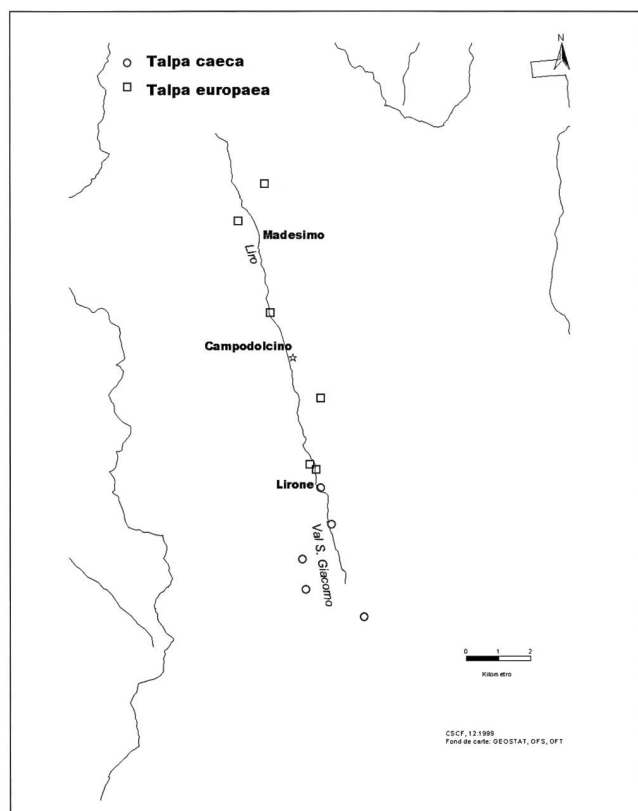 N
Talpa caeca
Talpa europaea
Madesimo
Liro
Campodolcino
Lirone
Val S. Giacomo
0 1 2
Kilometro
CSCF, 12.1999
Fond de carte: GEOSTAT, OFS, OFT